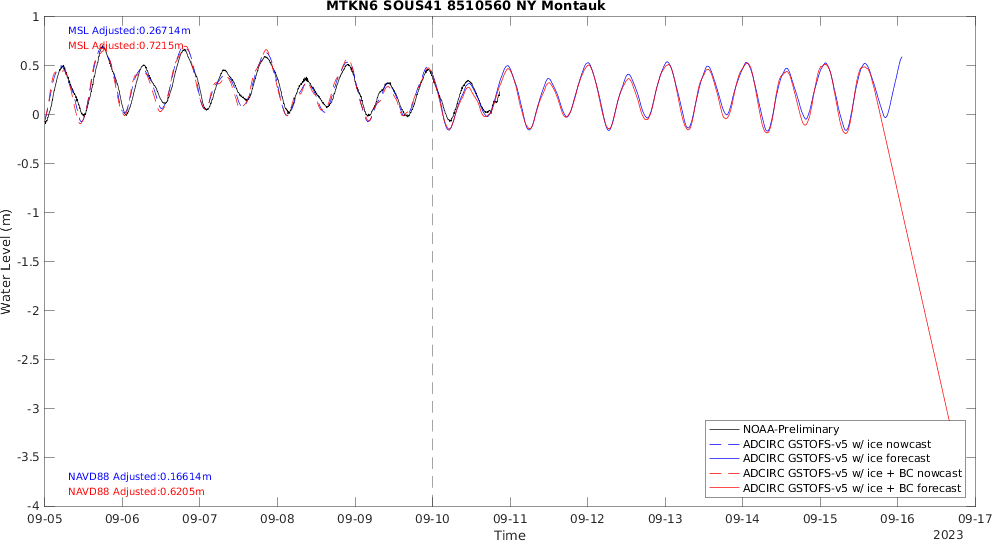 MTKN6 SOUS41 8510560 NY Montauk
MSL Adjusted:0.26714m
MSL Adjusted:0.7215m
1
0.5
0
-0.5
-1
-1.5
-2
-2.5
-3
-3.5
-4
Water Level (m)
NOAA-Preliminary
ADCIRC GSTOFS-v5 w/ ice nowcast
ADCIRC GSTOFS-v5 w/ ice forecast
ADCIRC GSTOFS-v5 w/ ice + BC nowcast
ADCIRC GSTOFS-v5 w/ ice + BC forecast
NAVD88 Adjusted:0.16614m
NAVD88 Adjusted:0.6205m
09-05 09-06 09-07 09-08 09-09 09-10 09-11 09-12 09-13 09-14 09-15 09-16 09-17
Time
2023